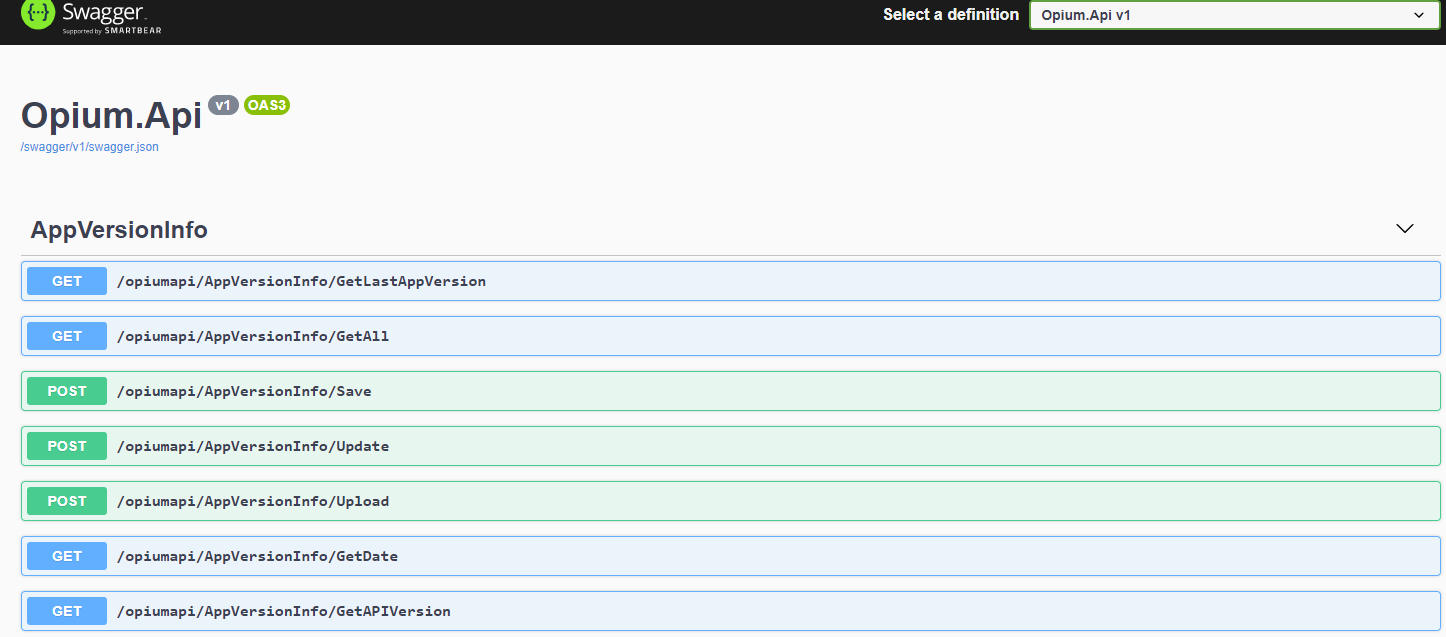 {··} Swagger
Supported by SMARTBEAR
Select a definition
Opium.Api v1
Opium.Api v1 OAS3
/swagger/v1/swagger.json
AppVersionInfo
GET /opiumapi/AppVersionInfo/GetLastAppVersion
GET /opiumapi/AppVersionInfo/GetAll
POST /opiumapi/AppVersionInfo/Save
POST /opiumapi/AppVersionInfo/Update
POST /opiumapi/AppVersionInfo/Upload
GET /opiumapi/AppVersionInfo/GetDate
GET /opiumapi/AppVersionInfo/GetAPIVersion